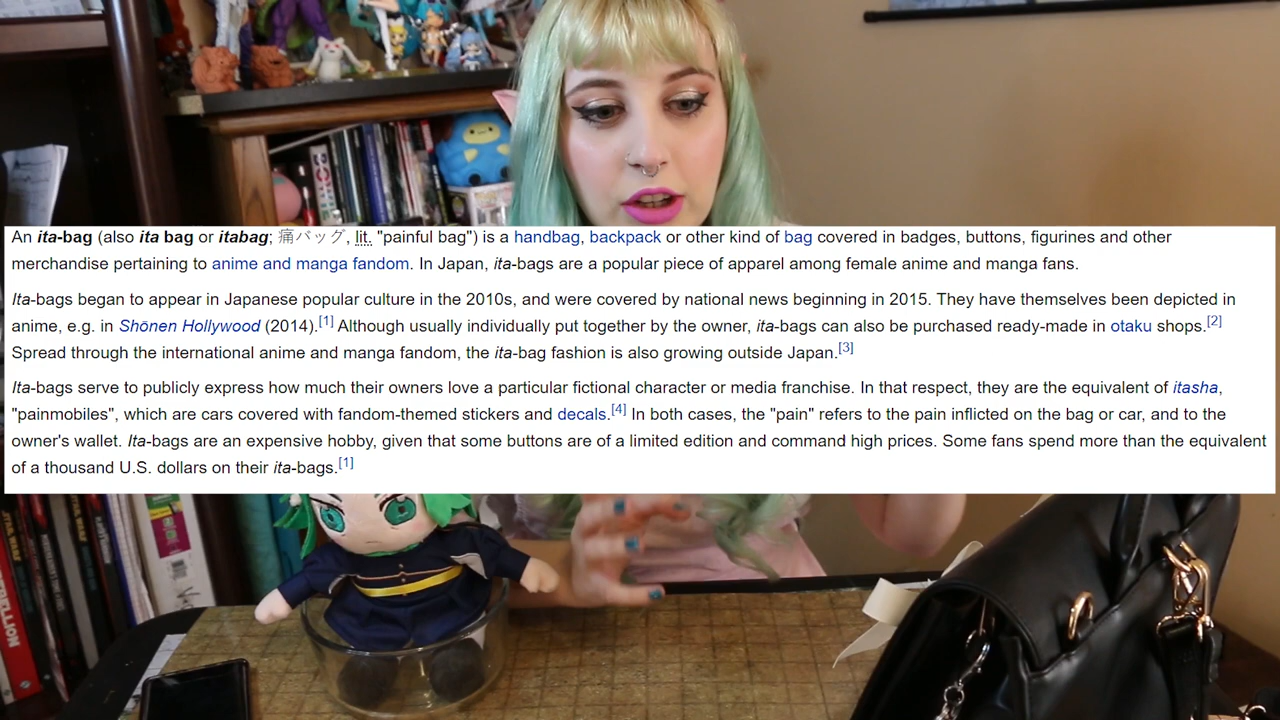 An ita-bag (also ita bag or itabag; 痛バッグ, lit. "painful bag") is a handbag, backpack or other kind of bag covered in badges, buttons, figurines and other
merchandise pertaining to anime and manga fandom. In Japan, ita-bags are a popular piece of apparel among female anime and manga fans.
Ita-bags began to appear in Japanese popular culture in the 2010s, and were covered by national news beginning in 2015. They have themselves been depicted in
anime, e.g. in Shōnen Hollywood (2014).[1] Although usually individually put together by the owner, ita-bags can also be purchased ready-made in otaku shops.[2]
Spread through the international anime and manga fandom, the ita-bag fashion is also growing outside Japan.[3]
Ita-bags serve to publicly express how much their owners love a particular fictional character or media franchise. In that respect, they are the equivalent of itasha,
"painmobiles", which are cars covered with fandom-themed stickers and decals.[4] In both cases, the "pain" refers to the pain inflicted on the bag or car, and to the
owner's wallet. Ita-bags are an expensive hobby, given that some buttons are of a limited edition and command high prices. Some fans spend more than the equivalent
of a thousand U.S. dollars on their ita-bags.[1]
STAR WARS
REBELLION